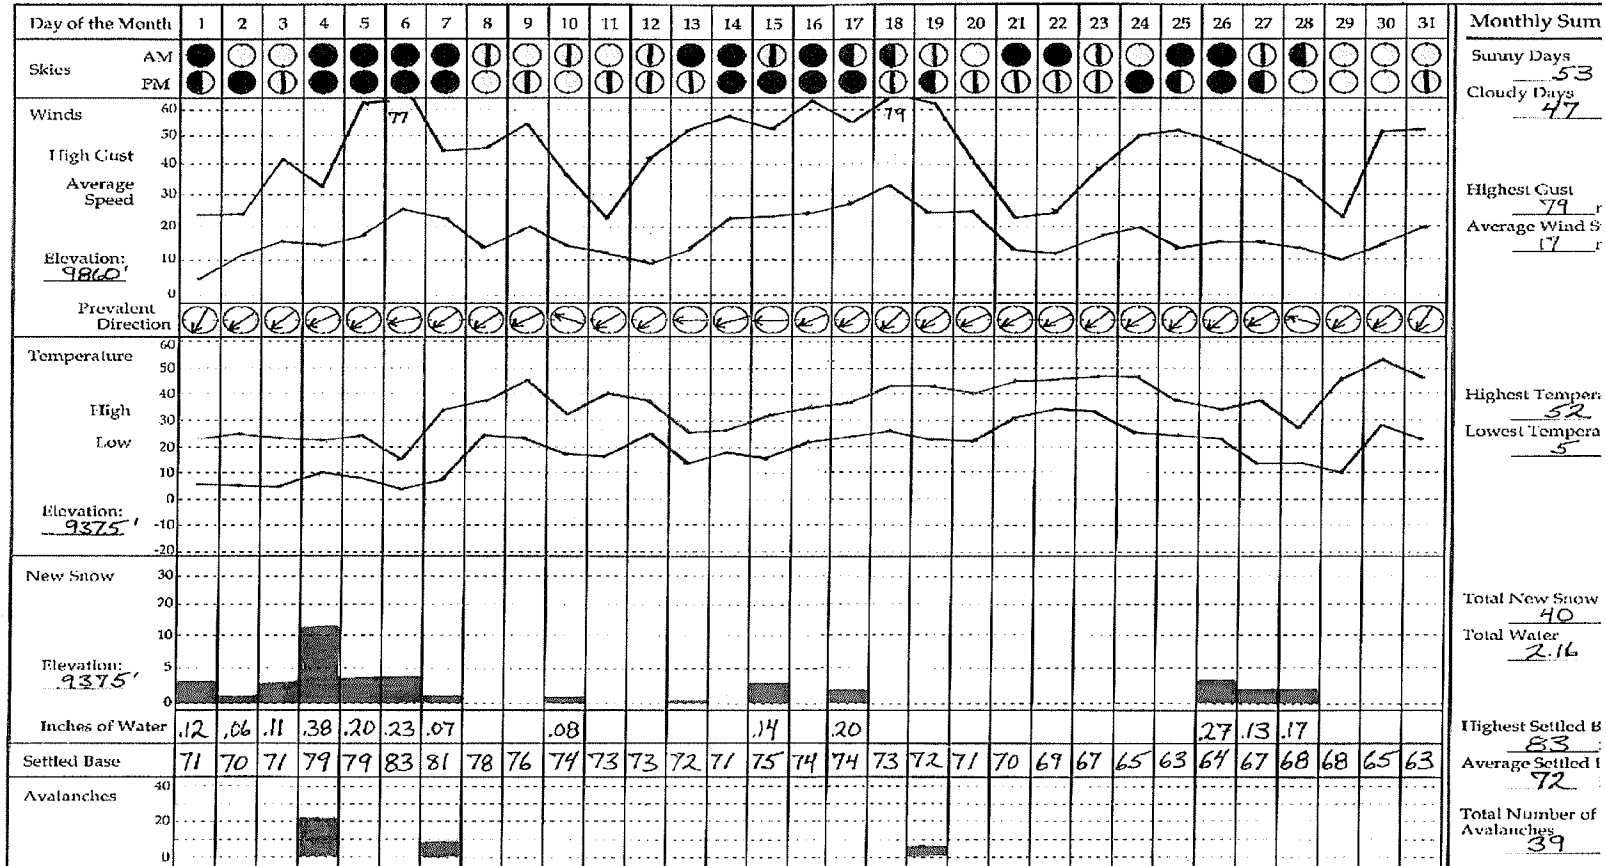 Day of the Month 1 2 3 4 5 6 7 8 9 10 11 12 13 14 15 16 17 18 19 20 21 22 23 24 25 26 27 28 29 30 31 Monthly Sum
Skies AM
PM
Sunny Days
53
Cloudy Days
47
Winds
60
50
40
30
20
10
0
77
79
High Gust
Average
Speed
Elevation:
9860'
Highest Gust
79
Average Wind S
17
Prevalent
Direction
Temperature
60
50
40
30
20
10
0
-10
-20
High
Low
Elevation:
9375'
Highest Tempera
52
Lowest Tempera
5
New Snow
30
20
10
5
0
Elevation:
9375'
Total New Snow
40
Total Water
2.16
Inches of Water .12 .06 .11 .38 .20 .23 .07 .08 .14 .20 .27 .13 .17
Settled Base 71 70 71 79 79 83 81 78 76 74 73 73 72 71 75 74 74 73 72 71 70 69 67 65 63 64 67 68 68 65 63
Highest Settled B
83
Average Settled
72
Avalanches
40
20
0
Total Number of
Avalanches
39